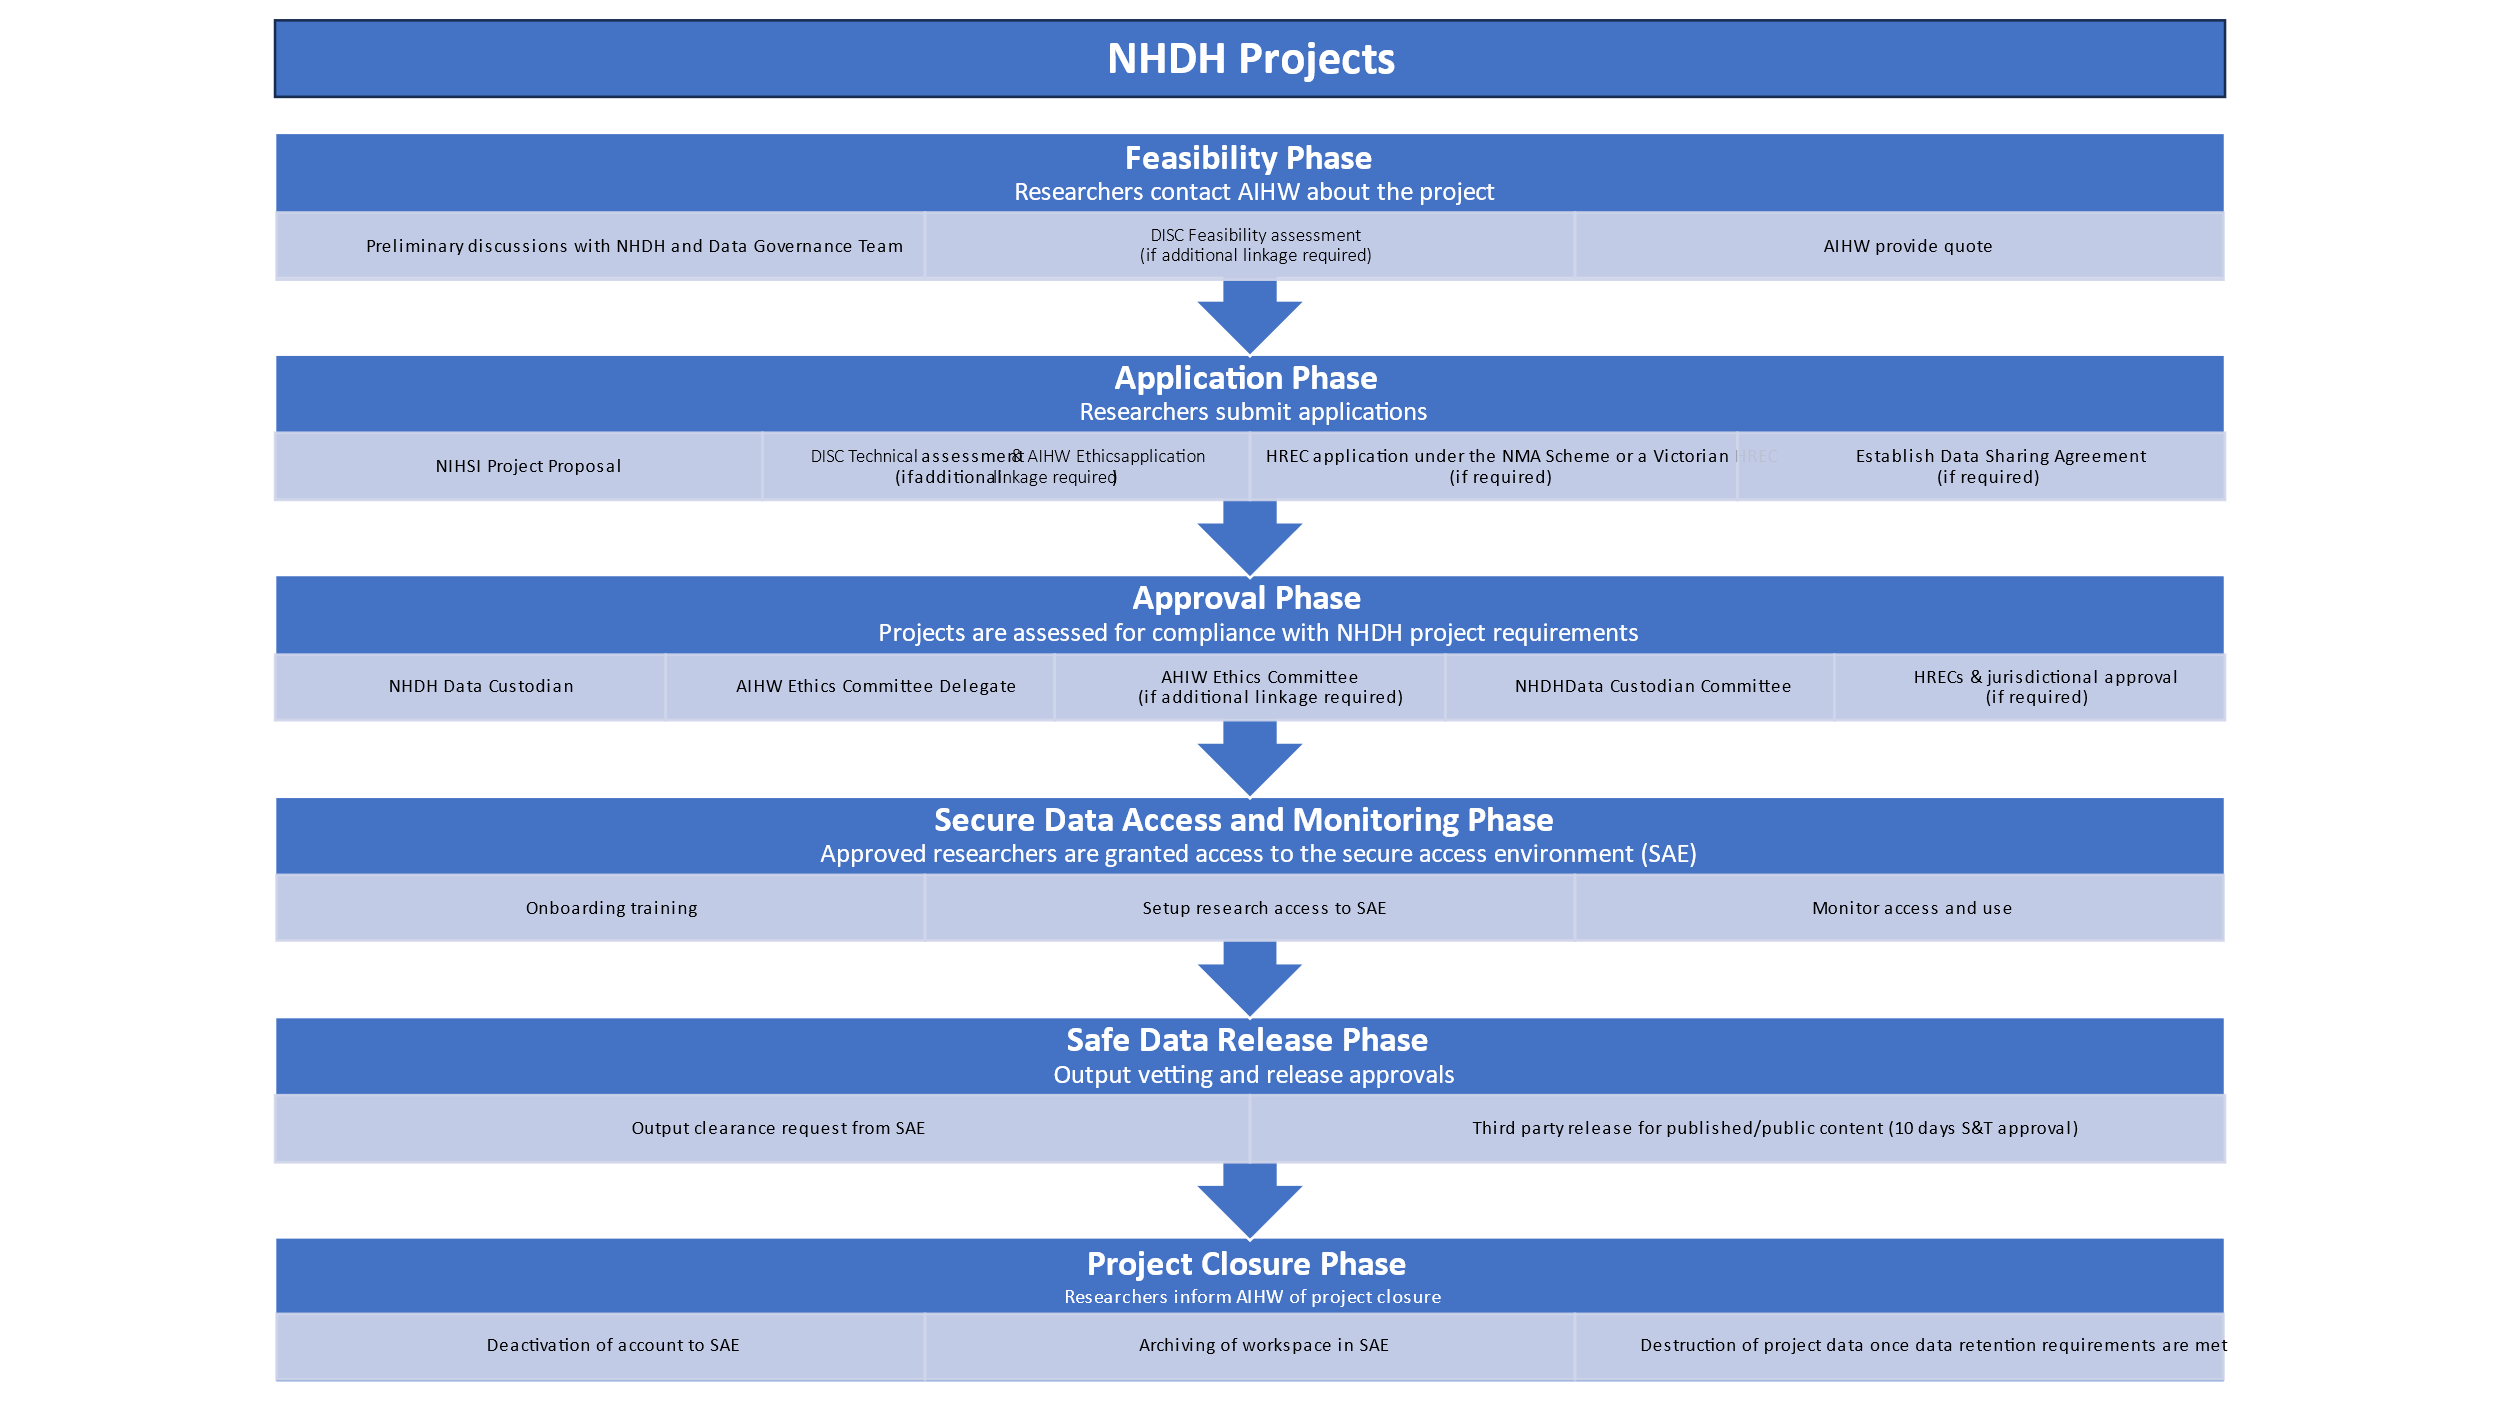 NHDH Projects
Feasibility Phase
Researchers contact AIHW about the project
Preliminary discussions with NHDH and Data Governance Team
DISC Feasibility assessment
(if additional linkage required)
AIHW provide quote
Application Phase
Researchers submit applications
NIHSI Project Proposal
DISC Technical assessment & AIHW Ethics application
(if additional linkage required)
HREC application under the NMA Scheme or a Victorian HREC
(if required)
Establish Data Sharing Agreement
(if required)
Approval Phase
Projects are assessed for compliance with NHDH project requirements
NHDH Data Custodian
AIHW Ethics Committee Delegate
AHIW Ethics Committee
(if additional linkage required)
NHDHData Custodian Committee
HRECs & jurisdictional approval
(if required)
Secure Data Access and Monitoring Phase
Approved researchers are granted access to the secure access environment (SAE)
Onboarding training
Setup research access to SAE
Monitor access and use
Safe Data Release Phase
Output vetting and release approvals
Output clearance request from SAE
Third party release for published/public content (10 days S&T approval)
Project Closure Phase
Researchers inform AIHW of project closure
Deactivation of account to SAE
Archiving of workspace in SAE
Destruction of project data once data retention requirements are met